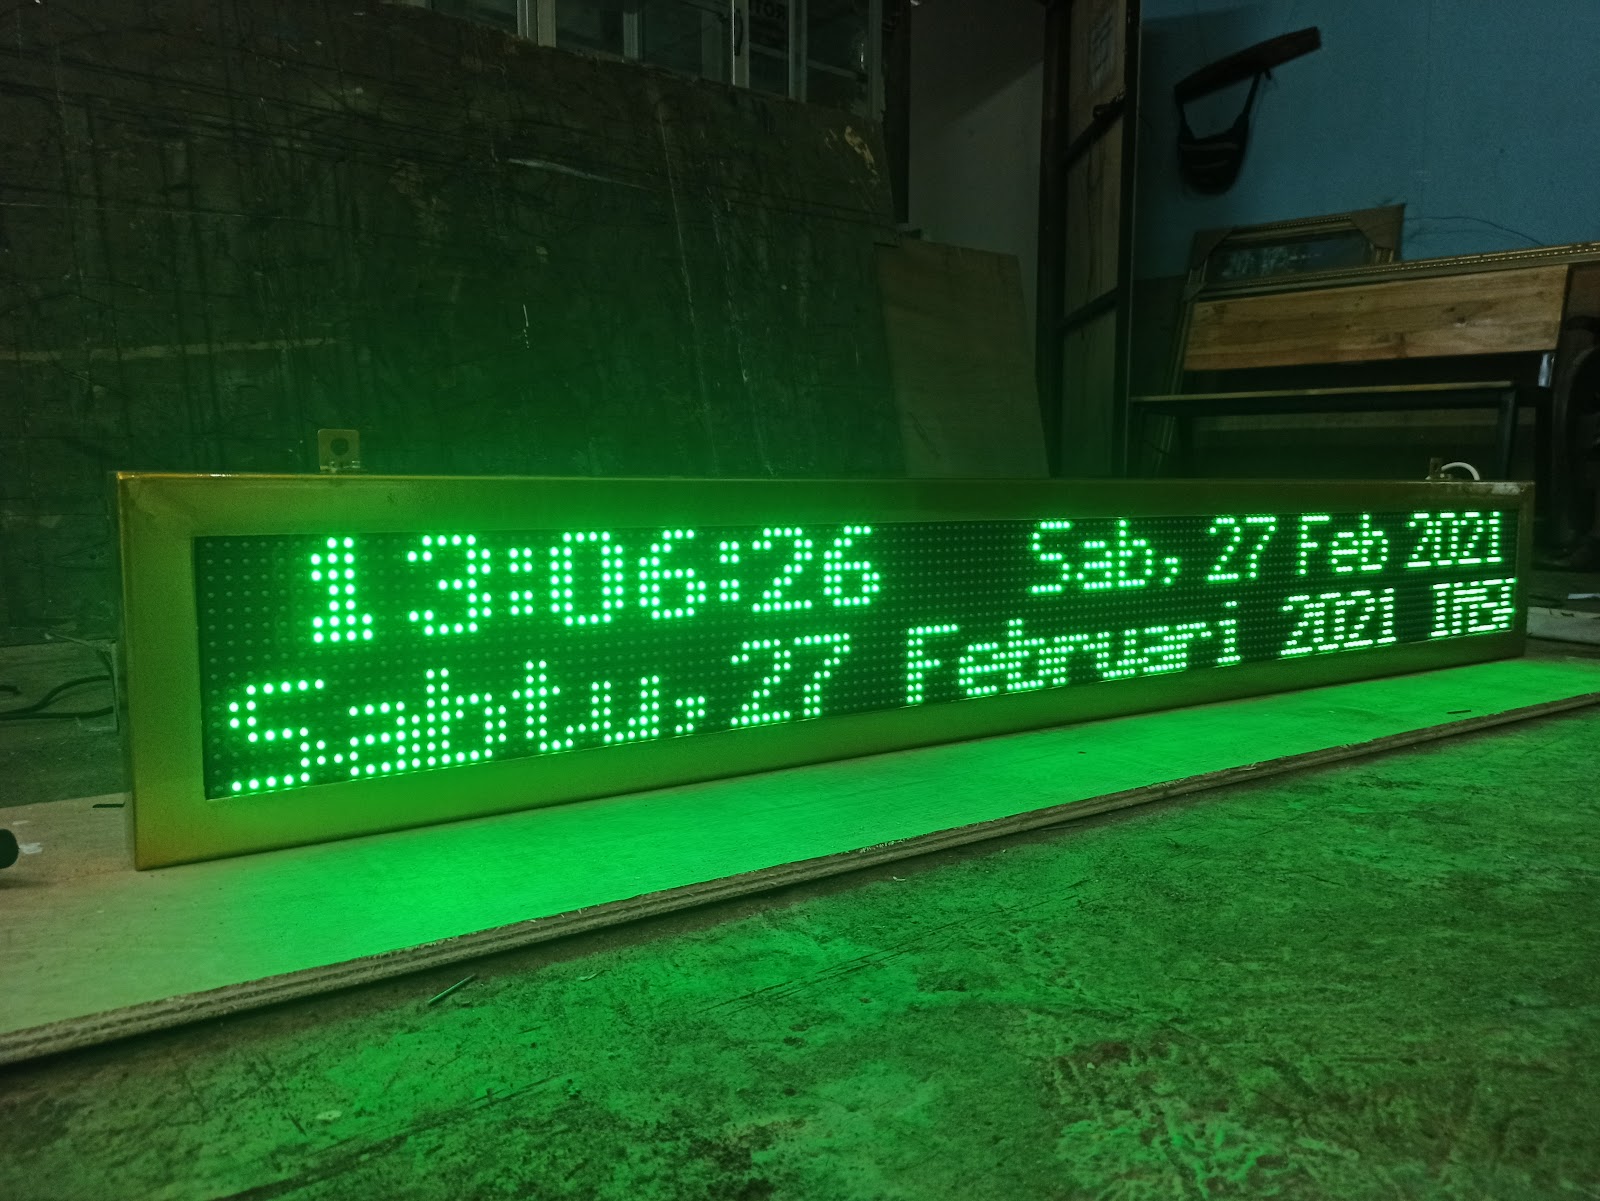 13:06:26 Sab, 27 Feb 2021
Sabtu, 27 Februari 2021